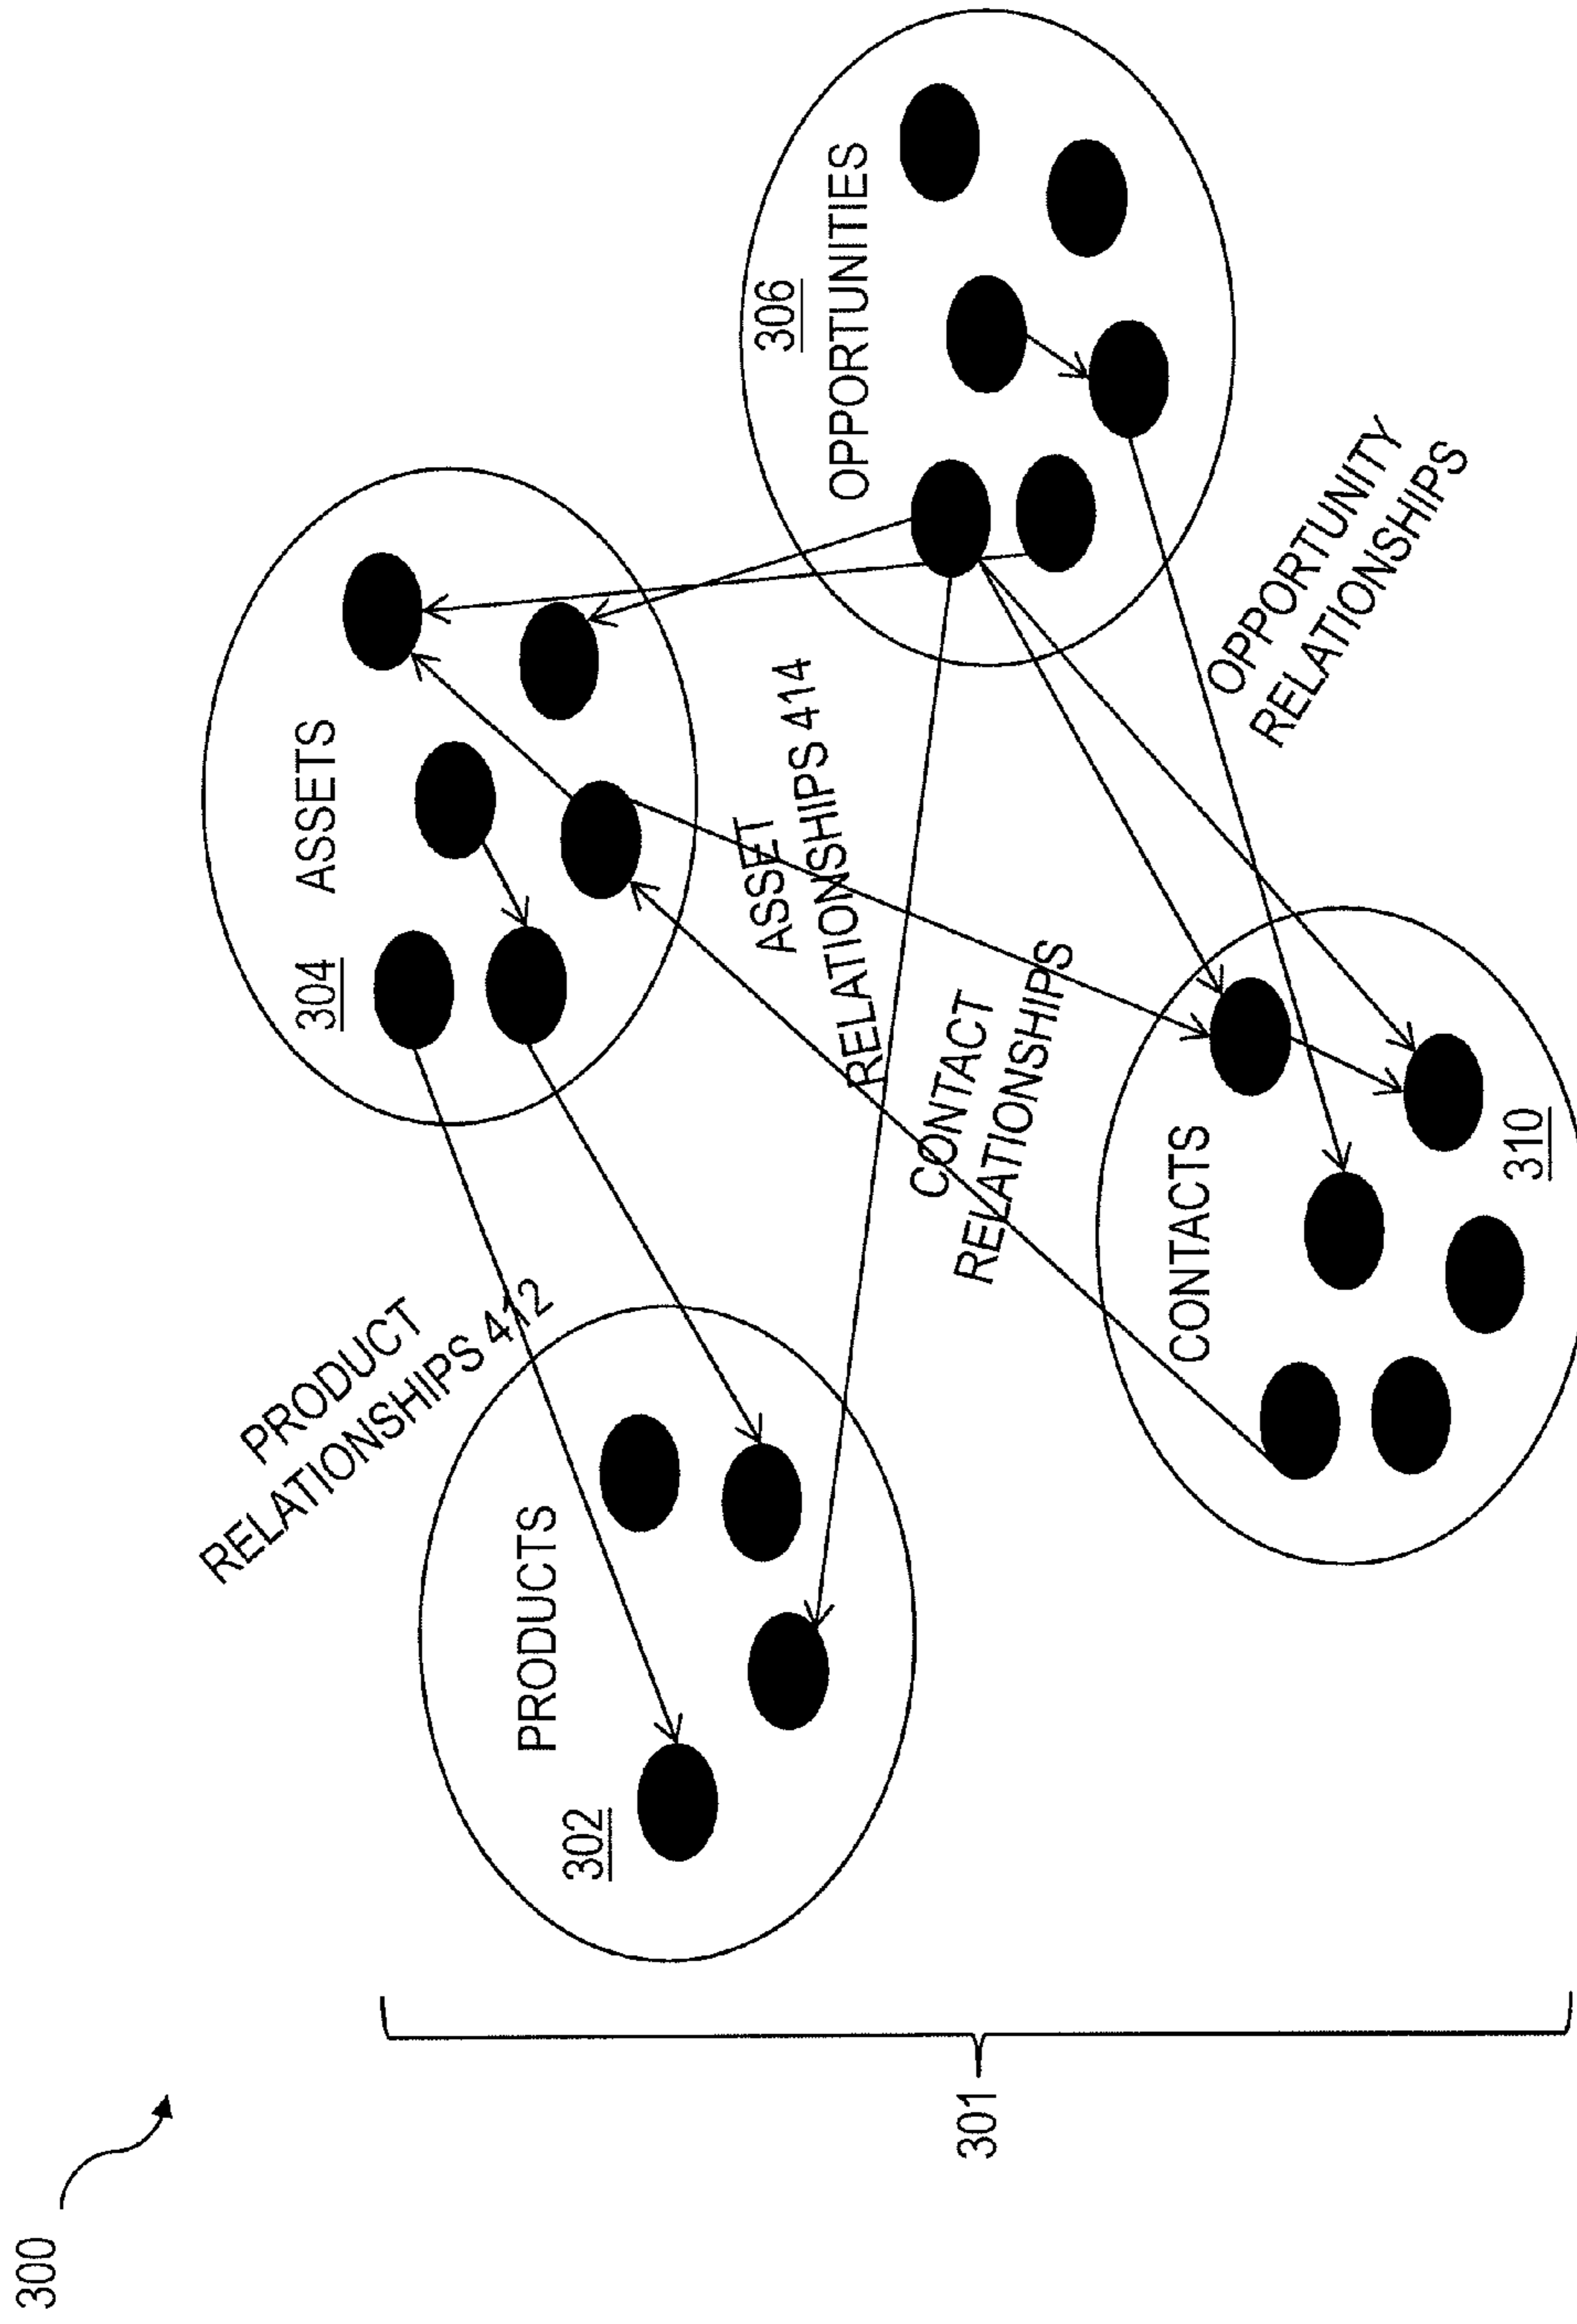 300
301
304
ASSETS
PRODUCT
RELATIONSHIPS 412
302
PRODUCTS
306
OPPORTUNITIES
ASSET
RELATIONSHIPS 414
CONTACT
RELATIONSHIPS
CONTACTS
310
OPPORTUNITY
RELATIONSHIPS